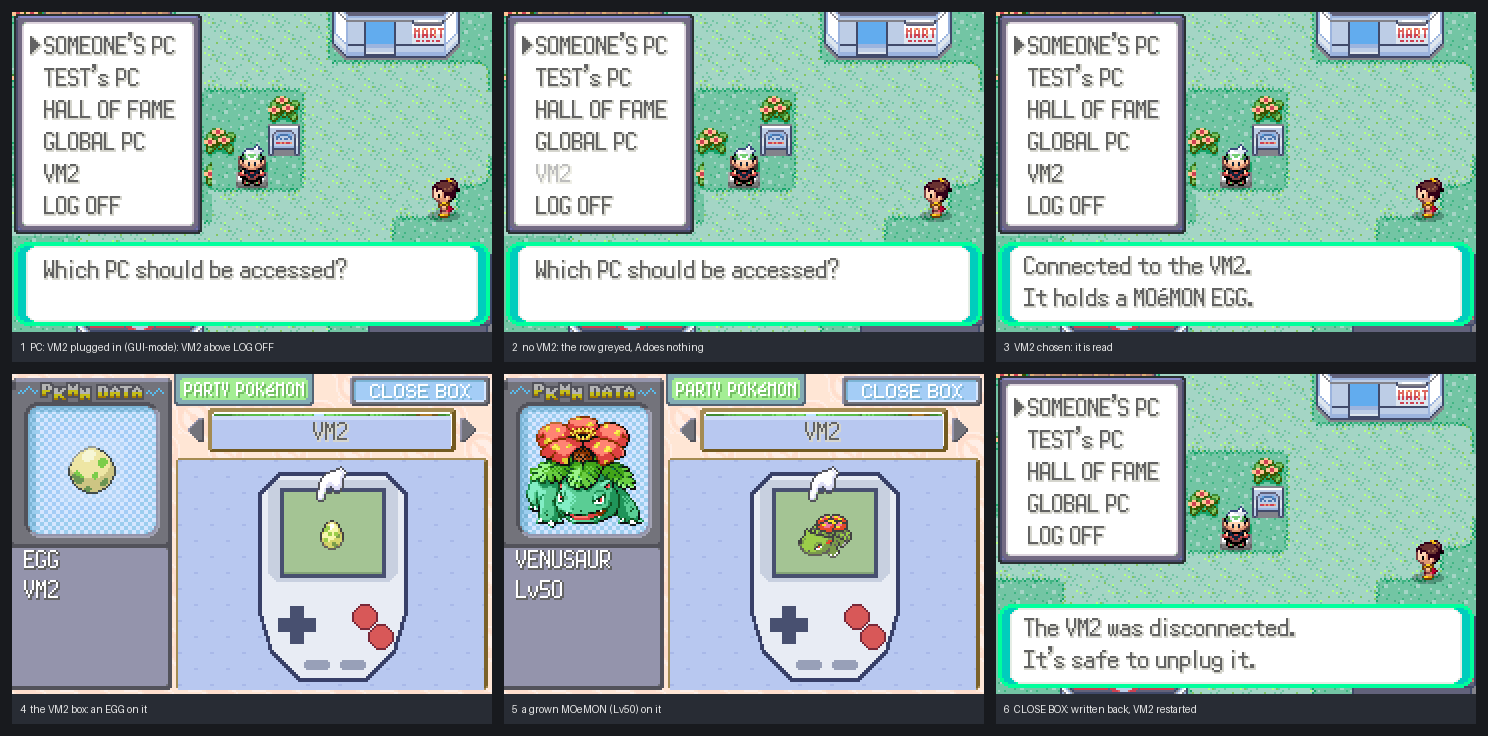 SOMEONE'S PC
TEST's PC
HALL OF FAME
GLOBAL PC
VM2
LOG OFF
MART
Which PC should be accessed?
1 PC: VM2 plugged in (GUI-mode): VM2 above LOG OFF
SOMEONE'S PC
TEST's PC
HALL OF FAME
GLOBAL PC
VM2
LOG OFF
MART
Which PC should be accessed?
2 no VM2: the row greyed, A does nothing
SOMEONE'S PC
TEST's PC
HALL OF FAME
GLOBAL PC
VM2
LOG OFF
MART
Connected to the VM2.
It holds a MOéMON EGG.
3 VM2 chosen: it is read
PKMN DATA
PARTY POKéMON
CLOSE BOX
VM2
EGG
VM2
4 the VM2 box: an EGG on it
PKMN DATA
PARTY POKéMON
CLOSE BOX
VM2
VENUSAUR
Lv50
5 a grown MOeMON (Lv50) on it
SOMEONE'S PC
TEST's PC
HALL OF FAME
GLOBAL PC
LOG OFF
MART
The VM2 was disconnected.
It's safe to unplug it.
6 CLOSE BOX: written back, VM2 restarted